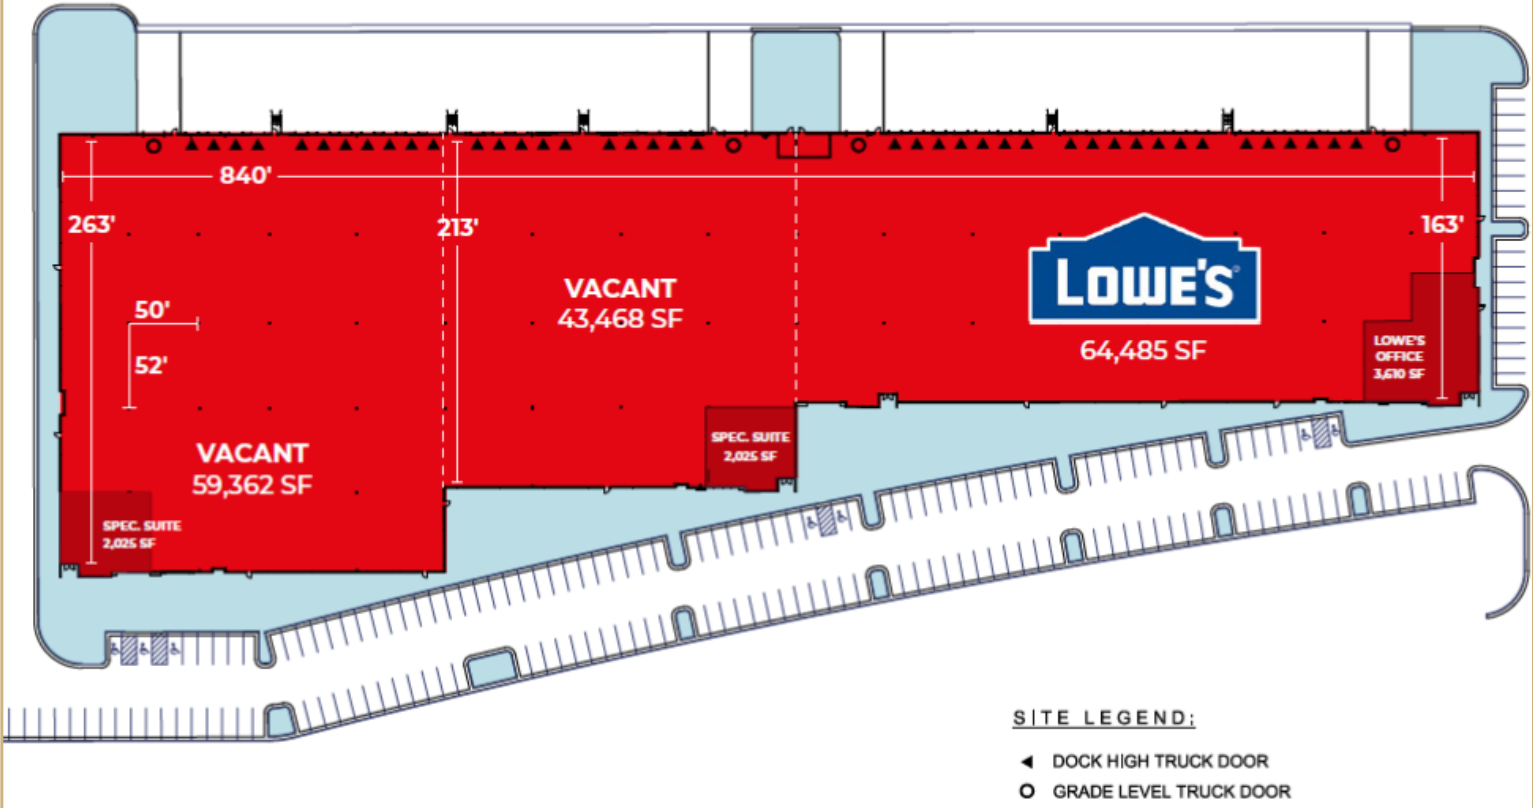 840'
263'
213'
163'
50'
52'
VACANT
43,468 SF
LOWE'S
64,485 SF
LOWE'S
OFFICE
3,610 SF
VACANT
59,362 SF
SPEC. SUITE
2,025 SF
SPEC. SUITE
2,025 SF
SITE LEGEND:
DOCK HIGH TRUCK DOOR
GRADE LEVEL TRUCK DOOR